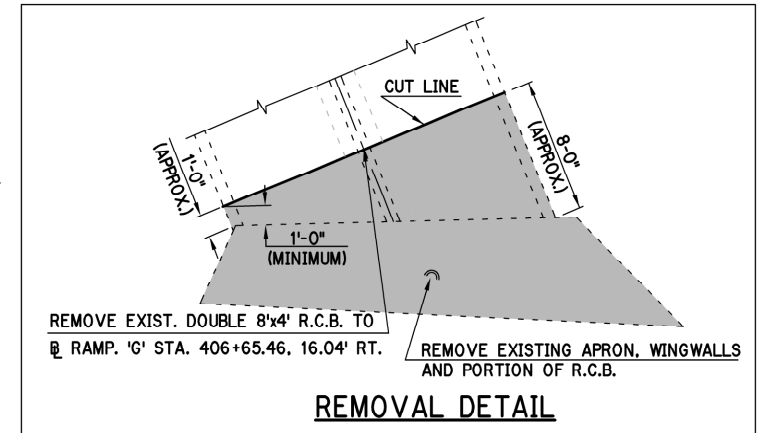 CUT LINE
1'-0"
(APPROX.)
8-0"
(APPROX.)
1'-0"
(MINIMUM)
REMOVE EXIST. DOUBLE 8'x4' R.C.B. TO
℄ RAMP. 'G' STA. 406+65.46, 16.04' RT.
REMOVE EXISTING APRON, WINGWALLS
AND PORTION OF R.C.B.
REMOVAL DETAIL